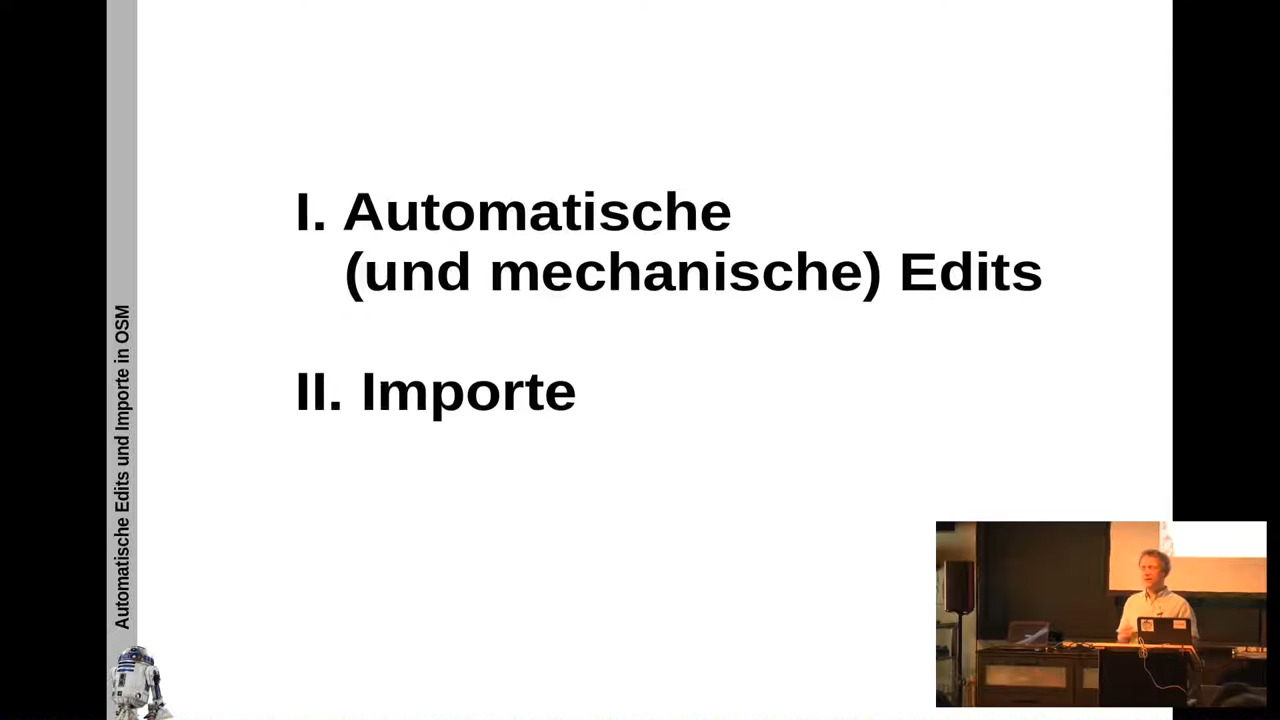 I. Automatische
(und mechanische) Edits
II. Importe
Automatische Edits und Importe in OSM